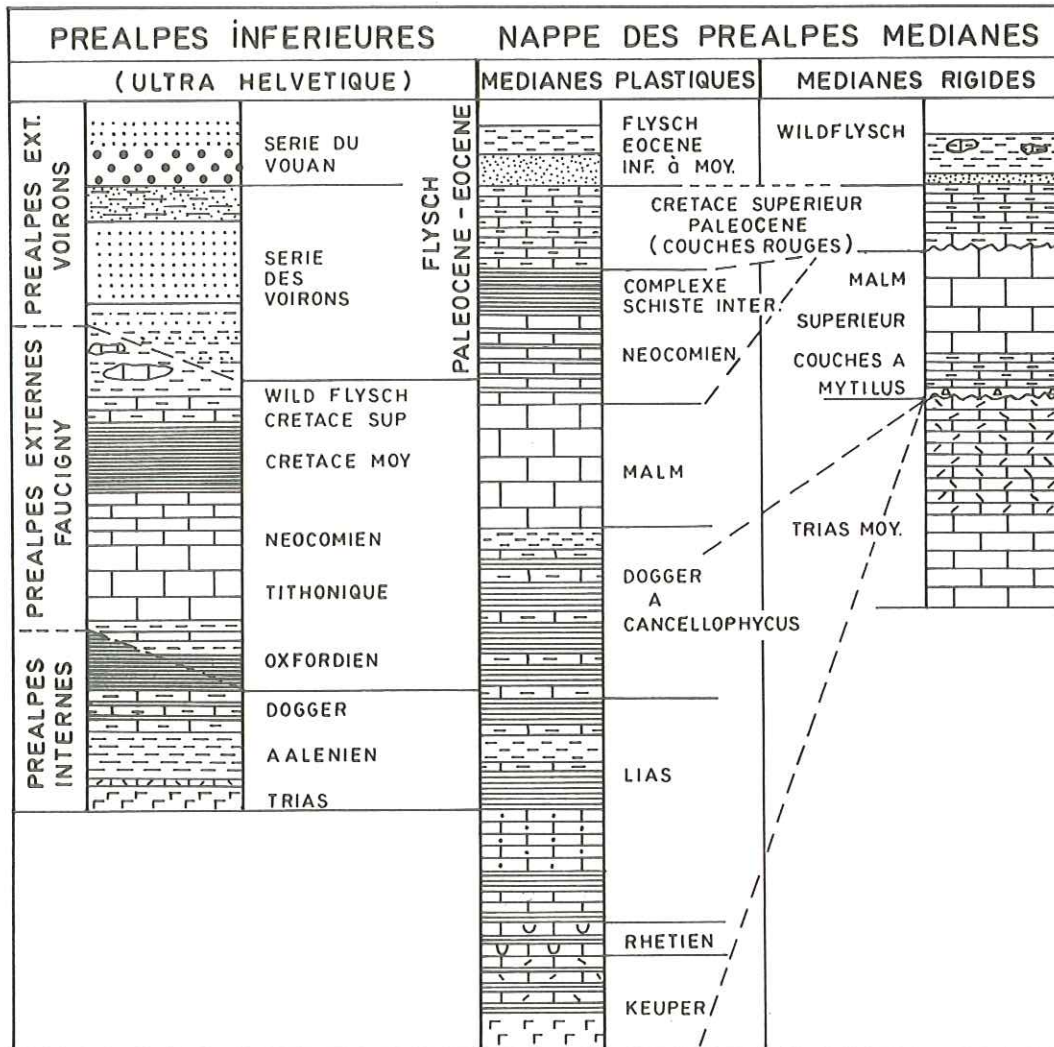 PREALPES İNFERIEURES
NAPPE DES PREALPES MEDIANES
(ULTRA HELVETIQUE)
MEDIANES PLASTIQUES
MEDIANES RIGIDES
PREALPES EXT.
VOIRONS
PREALPES EXTERNES
FAUCIGNY
PREALPES
INTERNES
SERIE DU
VOUAN
SERIE
DES
VOIRONS
WILD FLYSCH
CRETACE SUP
CRETACE MOY
NEOCOMIEN
TITHONIQUE
OXFORDIEN
DOGGER
AALENIEN
TRIAS
FLYSCH
PALEOCENE-EOCENE
FLYSCH
EOCENE
INF. à MOY.
CRETACE SUPERIEUR
PALEOCENE
(COUCHES ROUGES)
COMPLEXE
SCHISTE INTER.
NEOCOMIEN
MALM
DOGGER
A
CANCELLOPHYCUS
LIAS
RHETIEN
KEUPER
WILDFLYSCH
MALM
SUPERIEUR
COUCHES A
MYTILUS
TRIAS MOY.